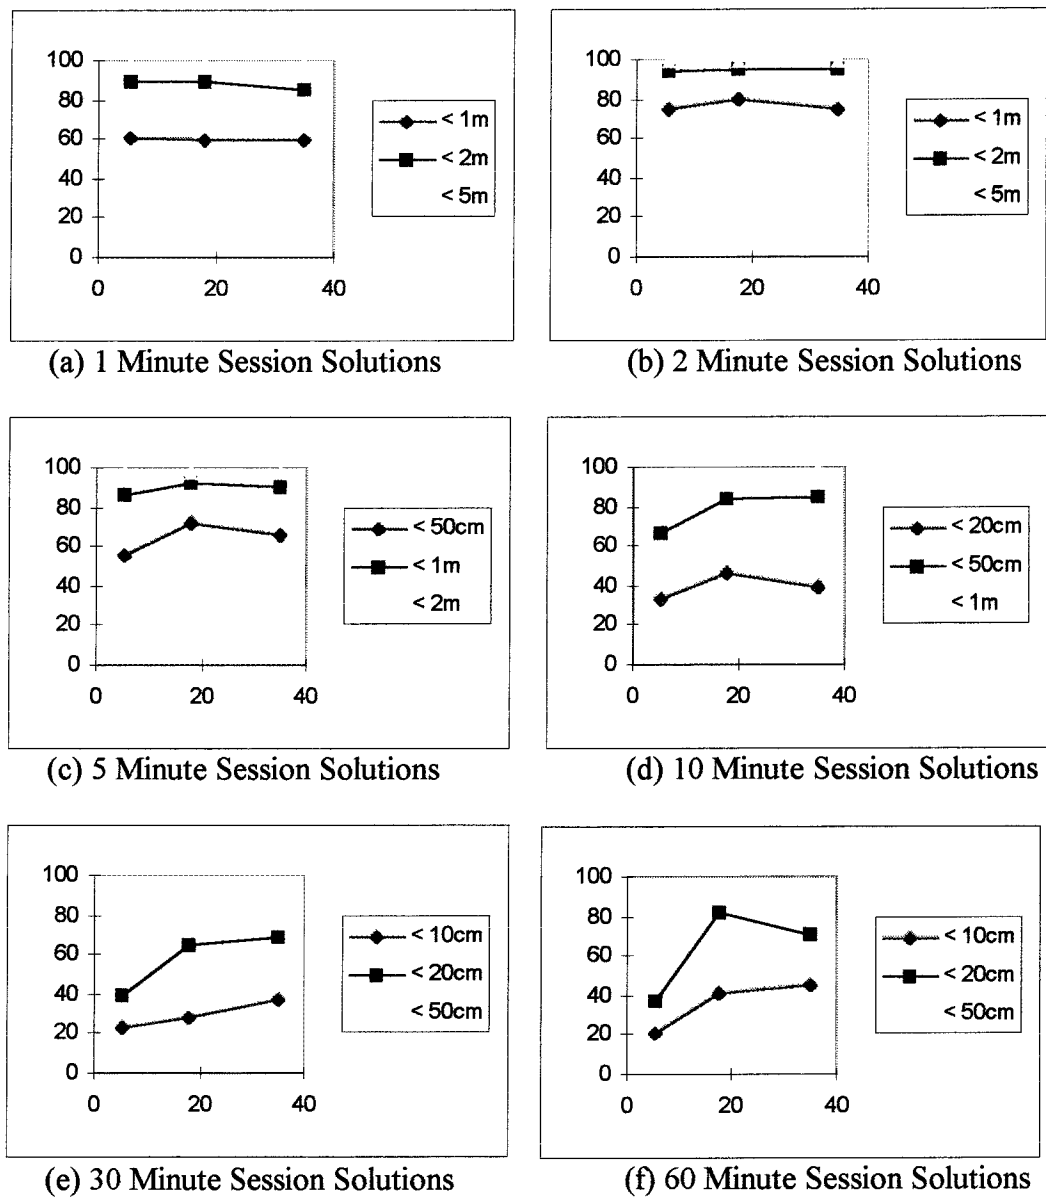 100
80
60
40
20
0
0 20 40
< 1m
< 2m
< 5m
(a) 1 Minute Session Solutions
100
80
60
40
20
0
0 20 40
< 1m
< 2m
< 5m
(b) 2 Minute Session Solutions
100
80
60
40
20
0
0 20 40
< 50cm
< 1m
< 2m
(c) 5 Minute Session Solutions
100
80
60
40
20
0
0 20 40
< 20cm
< 50cm
< 1m
(d) 10 Minute Session Solutions
100
80
60
40
20
0
0 20 40
< 10cm
< 20cm
< 50cm
(e) 30 Minute Session Solutions
100
80
60
40
20
0
0 20 40
< 10cm
< 20cm
< 50cm
(f) 60 Minute Session Solutions